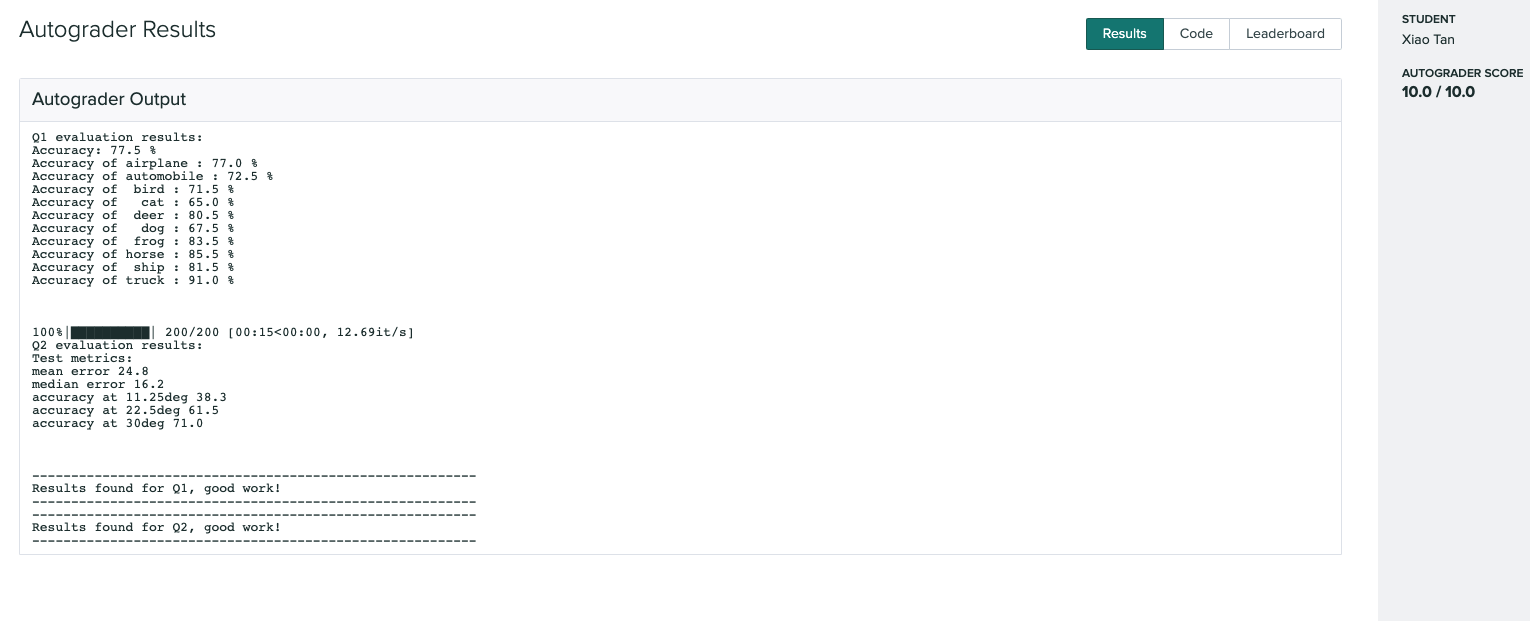 Autograder Results
Results
Code
Leaderboard
STUDENT
Xiao Tan
AUTOGRADER SCORE
10.0 / 10.0
Autograder Output
Q1 evaluation results:
Accuracy: 77.5 %
Accuracy of airplane : 77.0 %
Accuracy of automobile : 72.5 %
Accuracy of  bird : 71.5 %
Accuracy of   cat : 65.0 %
Accuracy of  deer : 80.5 %
Accuracy of   dog : 67.5 %
Accuracy of  frog : 83.5 %
Accuracy of horse : 85.5 %
Accuracy of  ship : 81.5 %
Accuracy of truck : 91.0 %
100%|██████████| 200/200 [00:15<00:00, 12.69it/s]
Q2 evaluation results:
Test metrics:
mean error 24.8
median error 16.2
accuracy at 11.25deg 38.3
accuracy at 22.5deg 61.5
accuracy at 30deg 71.0
---------------------------------------------------------
Results found for Q1, good work!
---------------------------------------------------------
---------------------------------------------------------
Results found for Q2, good work!
---------------------------------------------------------